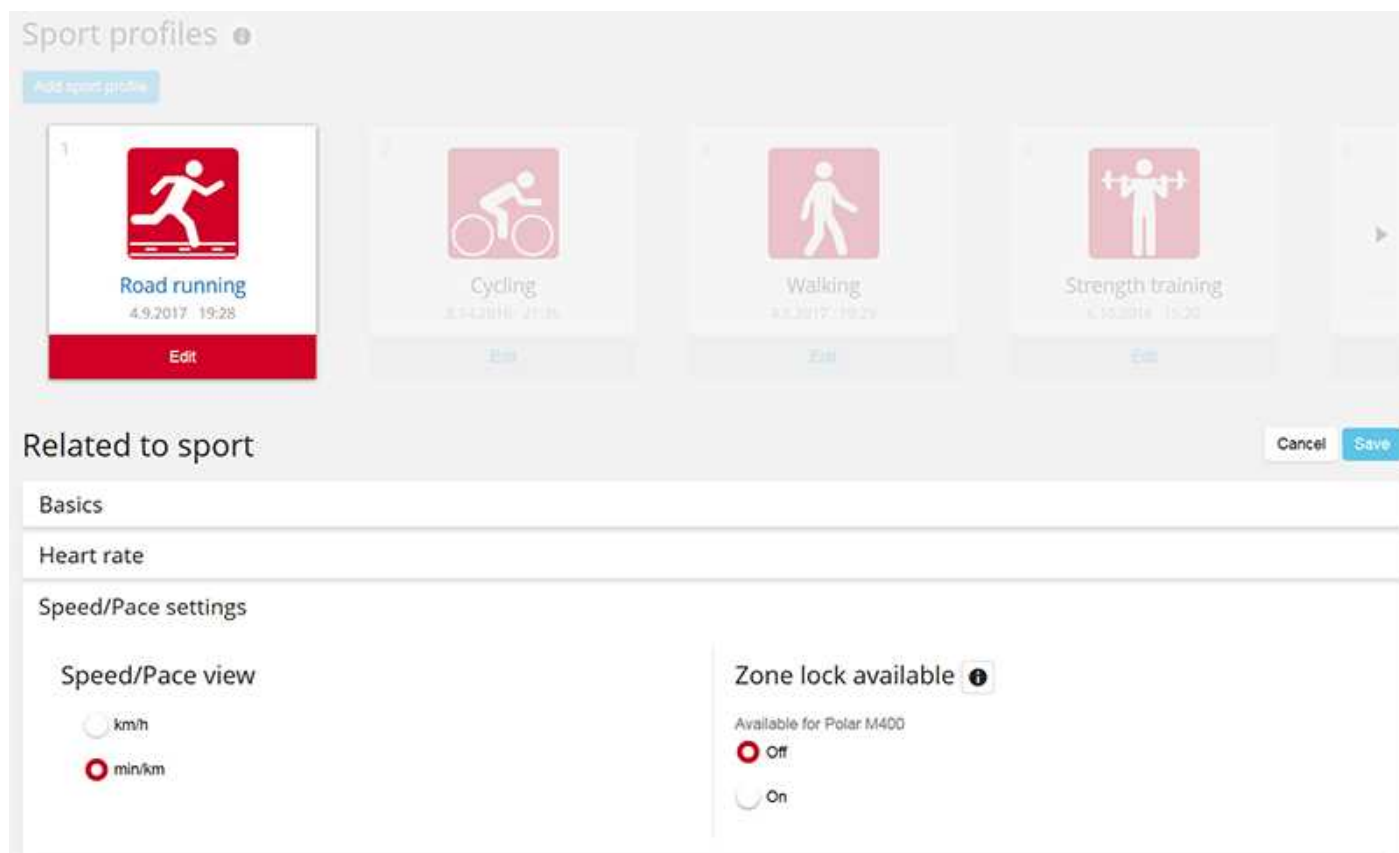 Sport profiles
Add sport profile
1
Road running
4.9.2017 19:28
Edit
Cycling
Edit
Walking
Edit
Strength training
Edit
Related to sport
Cancel
Save
Basics
Heart rate
Speed/Pace settings
Speed/Pace view
km/h
min/km
Zone lock available
Available for Polar M400
Off
On